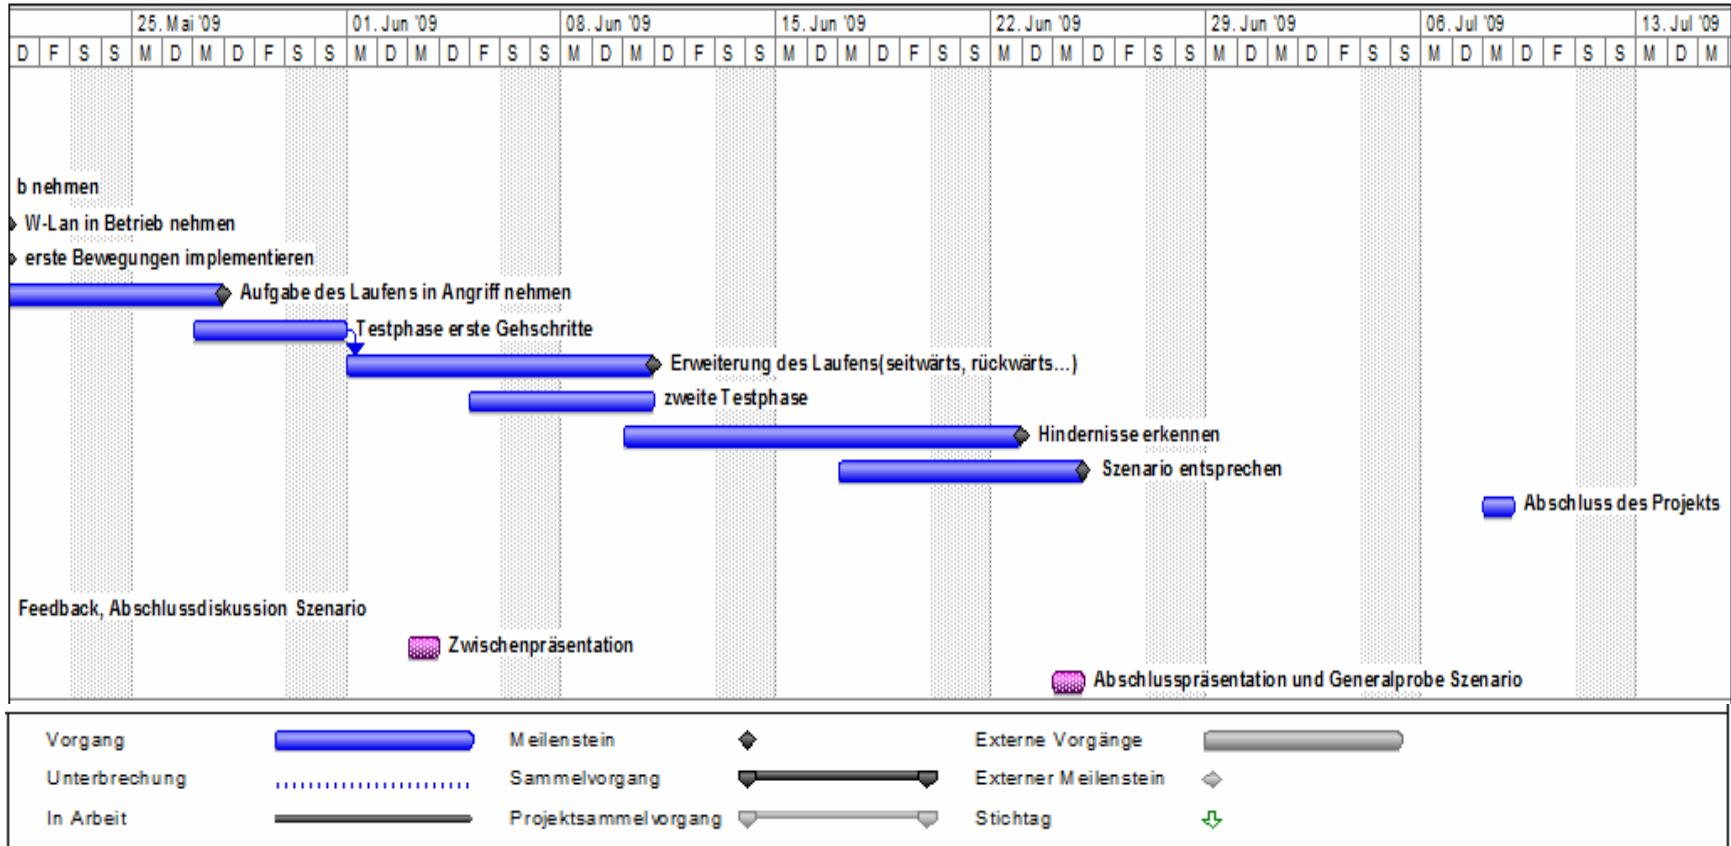 25. Mai '09 01. Jun '09 08. Jun '09 15. Jun '09 22. Jun '09 29. Jun '09 06. Jul '09 13. Jul '09
D F S S M D M D F S S M D M D F S S M D M D F S S M D M D F S S M D M D F S S M D M D F S S M D M D F S S M D M
b nehmen
W-Lan in Betrieb nehmen
erste Bewegungen implementieren
Aufgabe des Laufens in Angriff nehmen
Testphase erste Gehschritte
Erweiterung des Laufens(seitwärts, rückwärts...)
zweite Testphase
Hindernisse erkennen
Szenario entsprechen
Abschluss des Projekts
Feedback, Abschlussdiskussion Szenario
Zwischenpräsentation
Abschlusspräsentation und Generalprobe Szenario
Vorgang Meilenstein Externe Vorgänge
Unterbrechung Sammelvorgang Externer Meilenstein
In Arbeit Projektsammelvorgang Stichtag